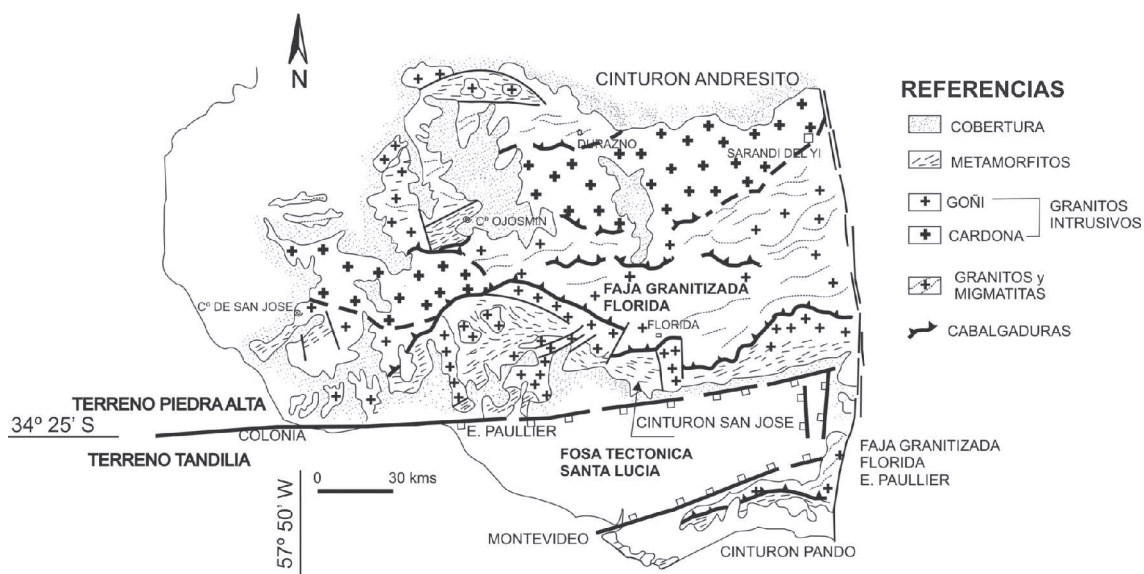 N
CINTURON ANDRESITO
DURAZNO
SARANDI DEL YI
Cº OJOSMIN
FAJA GRANITIZADA
FLORIDA
Cº DE SAN JOSE
FLORIDA
TERRENO PIEDRA ALTA
34º 25' S
COLONIA
TERRENO TANDILIA
E. PAULLIER
CINTURON SAN JOSE
FOSA TECTONICA
SANTA LUCIA
0 30 kms
57º 50' W
FAJA GRANITIZADA
FLORIDA
E. PAULLIER
MONTEVIDEO
CINTURON PANDO
REFERENCIAS
COBERTURA
METAMORFITOS
GOÑI
CARDONA
GRANITOS
INTRUSIVOS
GRANITOS y
MIGMATITAS
CABALGADURAS